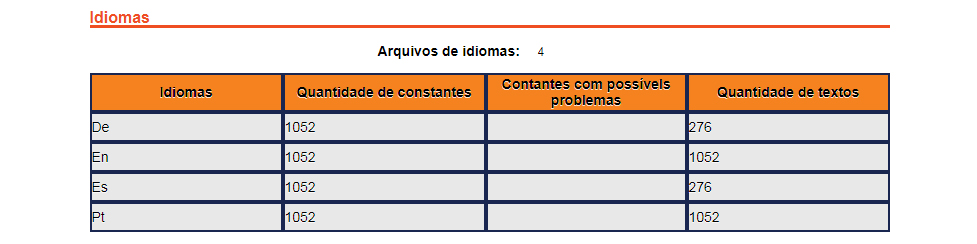 Idiomas
Arquivos de idiomas: 4
Idiomas Quantidade de constantes Contantes com possíveis problemas Quantidade de textos
De 1052 276
En 1052 1052
Es 1052 276
Pt 1052 1052